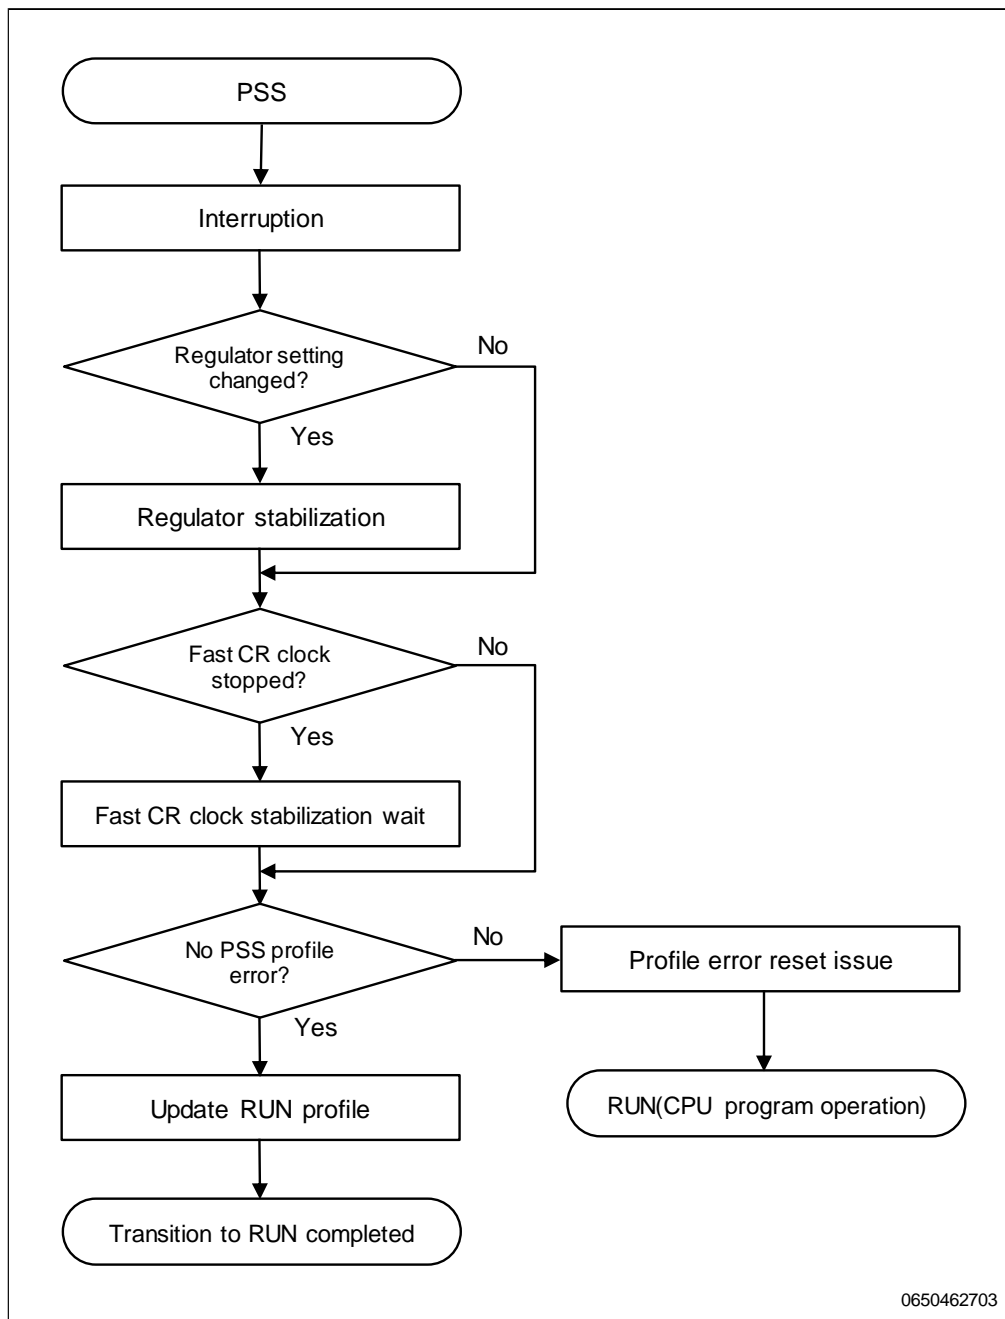 PSS
Interruption
Regulator setting
changed?
No
Yes
Regulator stabilization
Fast CR clock
stopped?
No
Yes
Fast CR clock stabilization wait
No PSS profile
error?
No
Profile error reset issue
Yes
Update RUN profile
RUN(CPU program operation)
Transition to RUN completed
0650462703